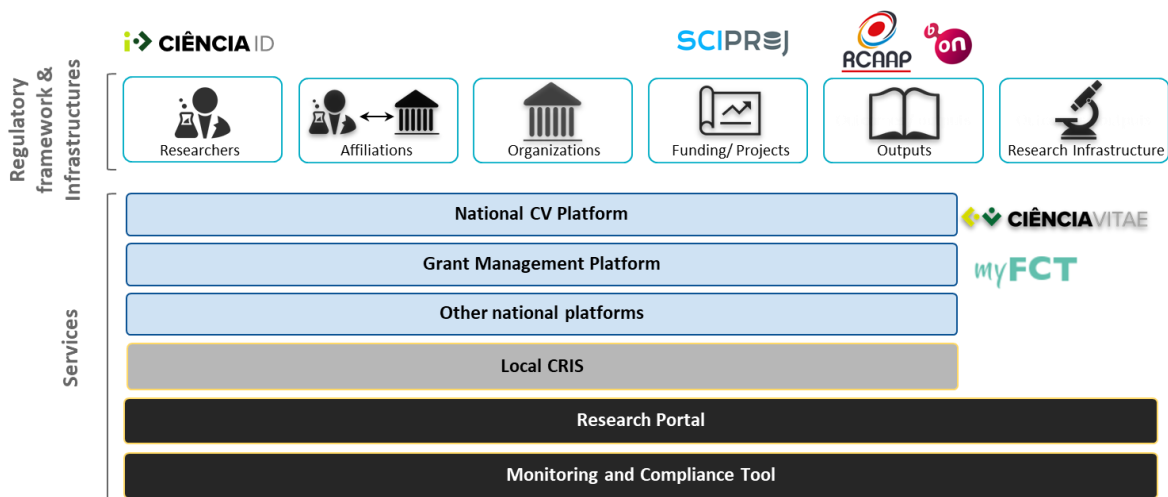 CIÊNCIA ID
SCIPROJ
RCAAP
b on
Regulatory
framework &
Infrastructures
Researchers
Affiliations
Organizations
Funding/ Projects
Outputs
Research Infrastructure
Services
National CV Platform
CIÊNCIAVITAE
Grant Management Platform
myFCT
Other national platforms
Local CRIS
Research Portal
Monitoring and Compliance Tool